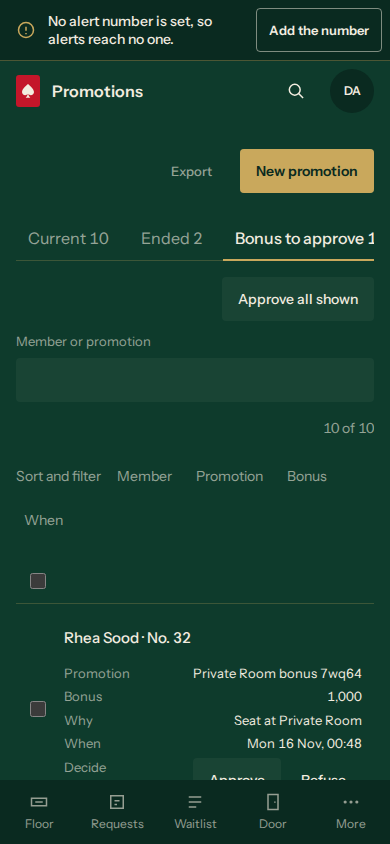 No alert number is set, so
alerts reach no one.
Add the number
Promotions
DA
Export
New promotion
Current 10
Ended 2
Bonus to approve 1
Approve all shown
Member or promotion
10 of 10
Sort and filter
Member
Promotion
Bonus
When
Rhea Sood · No. 32
Promotion
Private Room bonus 7wq64
Bonus
1,000
Why
Seat at Private Room
When
Mon 16 Nov, 00:48
Decide
Approve
Refuse
Floor
Requests
Waitlist
Door
More